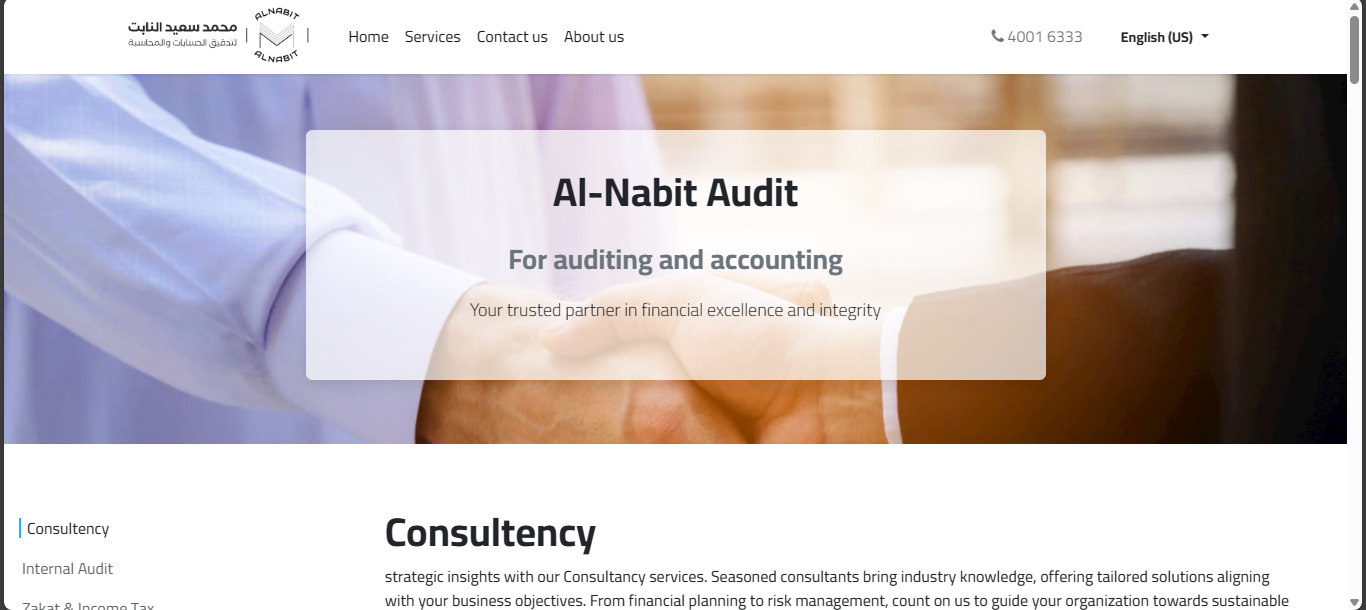 محمد سعيد النابت
لتدقيق الحسابات والمحاسبة
ALNABIT
ALNABIT
Home Services Contact us About us
4001 6333
English (US)
Al-Nabit Audit
For auditing and accounting
Your trusted partner in financial excellence and integrity
Consultency
Internal Audit
Zakat & Income Tax
Consultency
strategic insights with our Consultancy services. Seasoned consultants bring industry knowledge, offering tailored solutions aligning
with your business objectives. From financial planning to risk management, count on us to guide your organization towards sustainable